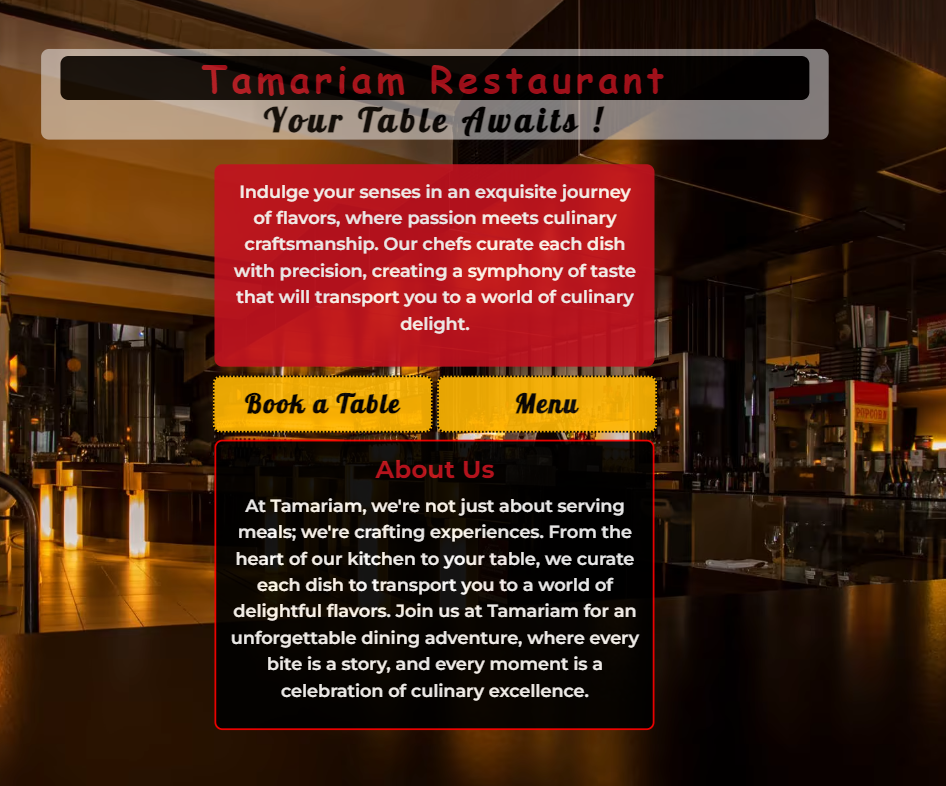 Tamariam Restaurant
Your Table Awaits !
Indulge your senses in an exquisite journey
of flavors, where passion meets culinary
craftsmanship. Our chefs curate each dish
with precision, creating a symphony of taste
that will transport you to a world of culinary
delight.
Book a Table
Menu
POPCORN
About Us
At Tamariam, we're not just about serving
meals; we're crafting experiences. From the
heart of our kitchen to your table, we curate
each dish to transport you to a world of
delightful flavors. Join us at Tamariam for an
unforgettable dining adventure, where every
bite is a story, and every moment is a
celebration of culinary excellence.